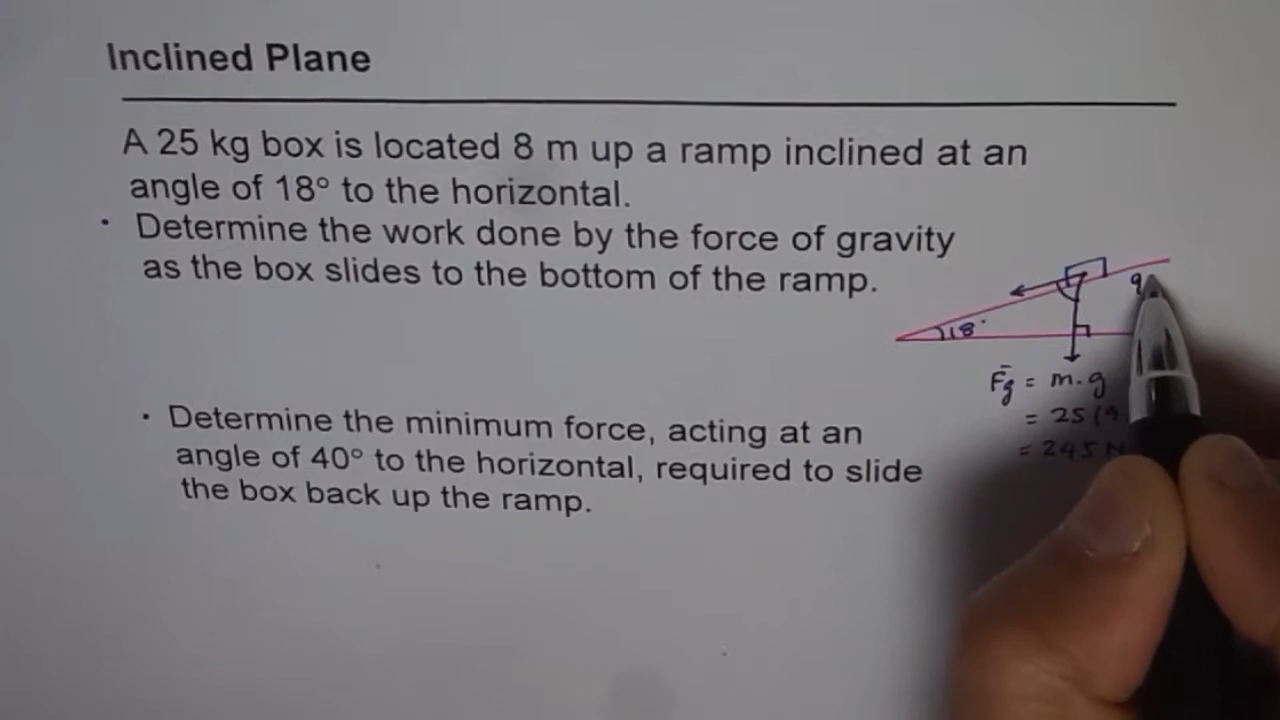 Inclined Plane
A 25 kg box is located 8 m up a ramp inclined at an
angle of 18° to the horizontal.
· Determine the work done by the force of gravity
as the box slides to the bottom of the ramp.
18°
9
Fg = m.g
= 25(9
= 245 N
· Determine the minimum force, acting at an
angle of 40° to the horizontal, required to slide
the box back up the ramp.